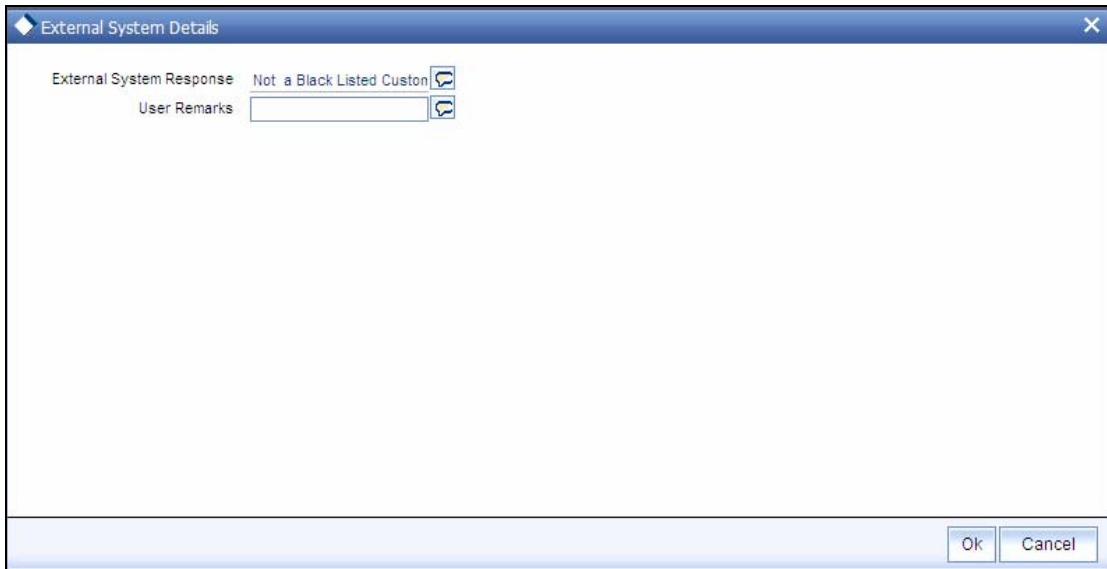 External System Details
External System Response Not a Black Listed Custon
User Remarks
Ok Cancel